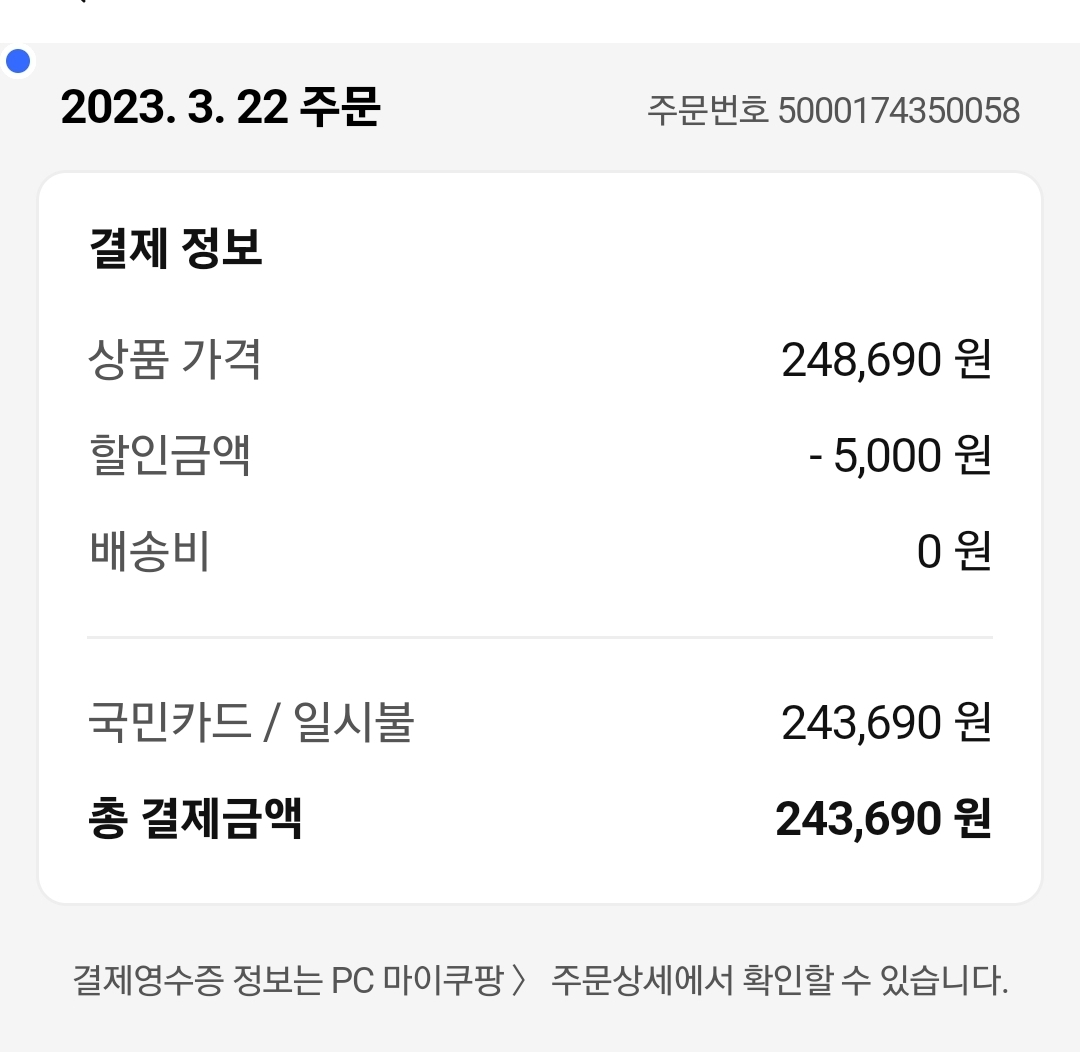 2023. 3. 22 주문
주문번호 5000174350058
결제 정보
상품 가격 248,690 원
할인금액 - 5,000 원
배송비 0 원
국민카드 / 일시불 243,690 원
총 결제금액 243,690 원
결제영수증 정보는 PC 마이쿠팡 〉 주문상세에서 확인할 수 있습니다.